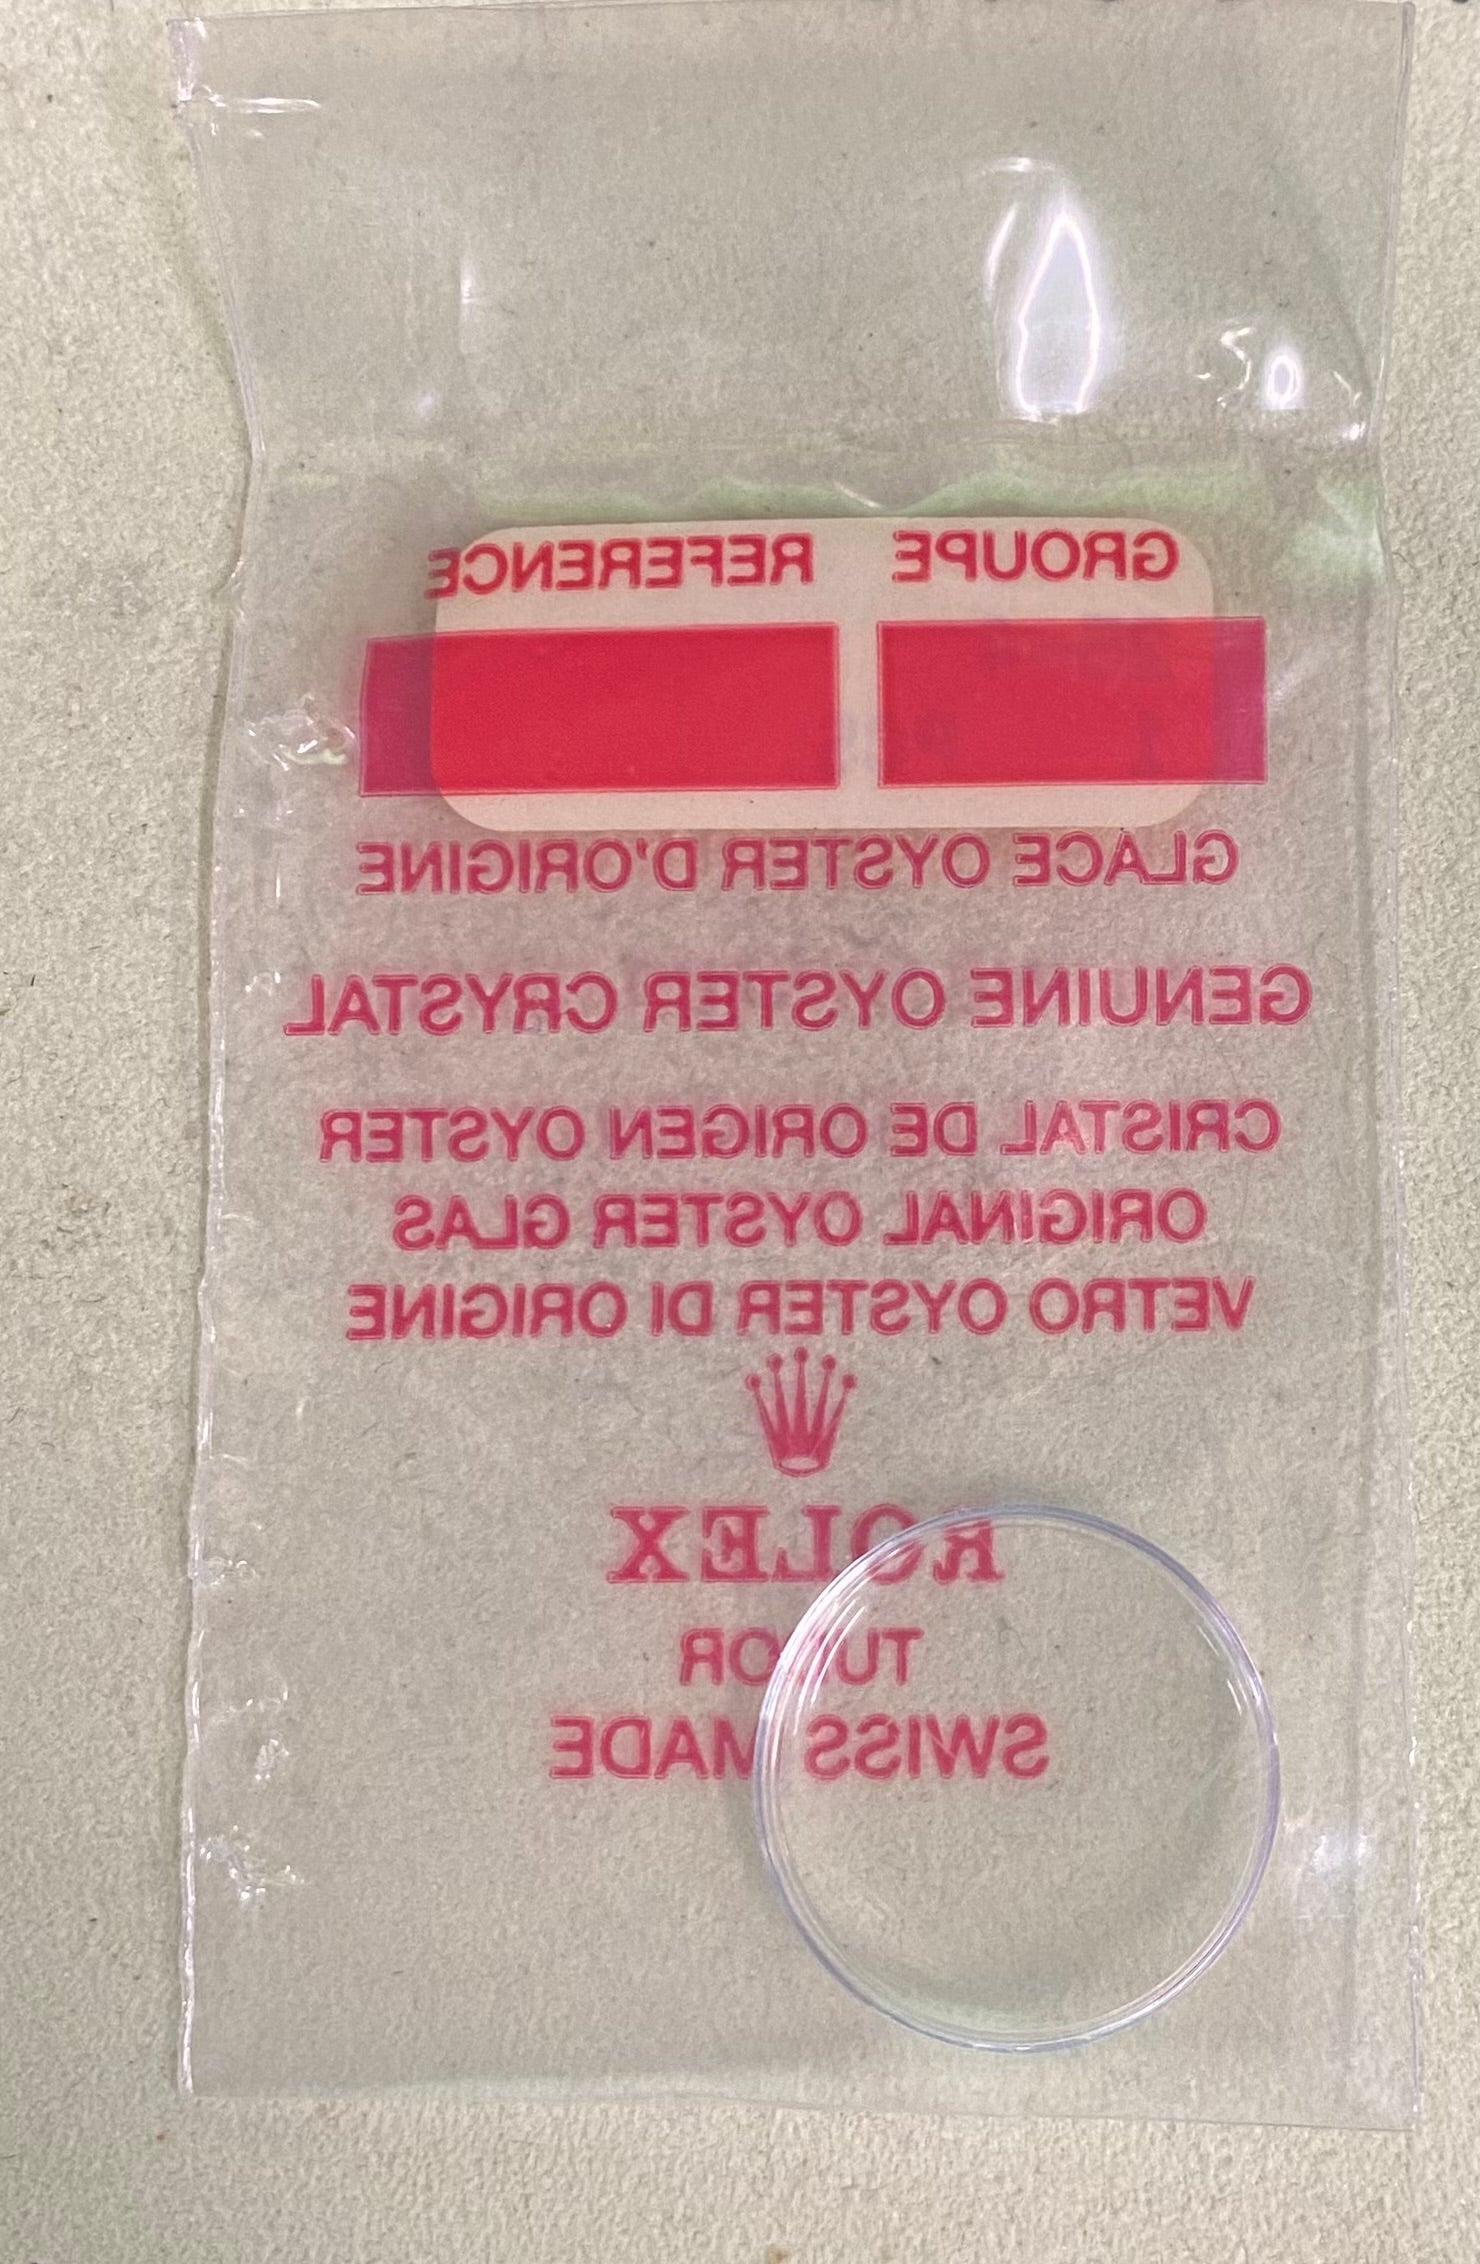 GROUPE REFERENCE
GLACE OYSTER D'ORIGINE
GENUINE OYSTER CRYSTAL
CRISTAL DE ORIGEN OYSTER
ORIGINAL OYSTER GLAS
VETRO OYSTER DI ORIGINE
ROLEX
TUDOR
SWISS MADE